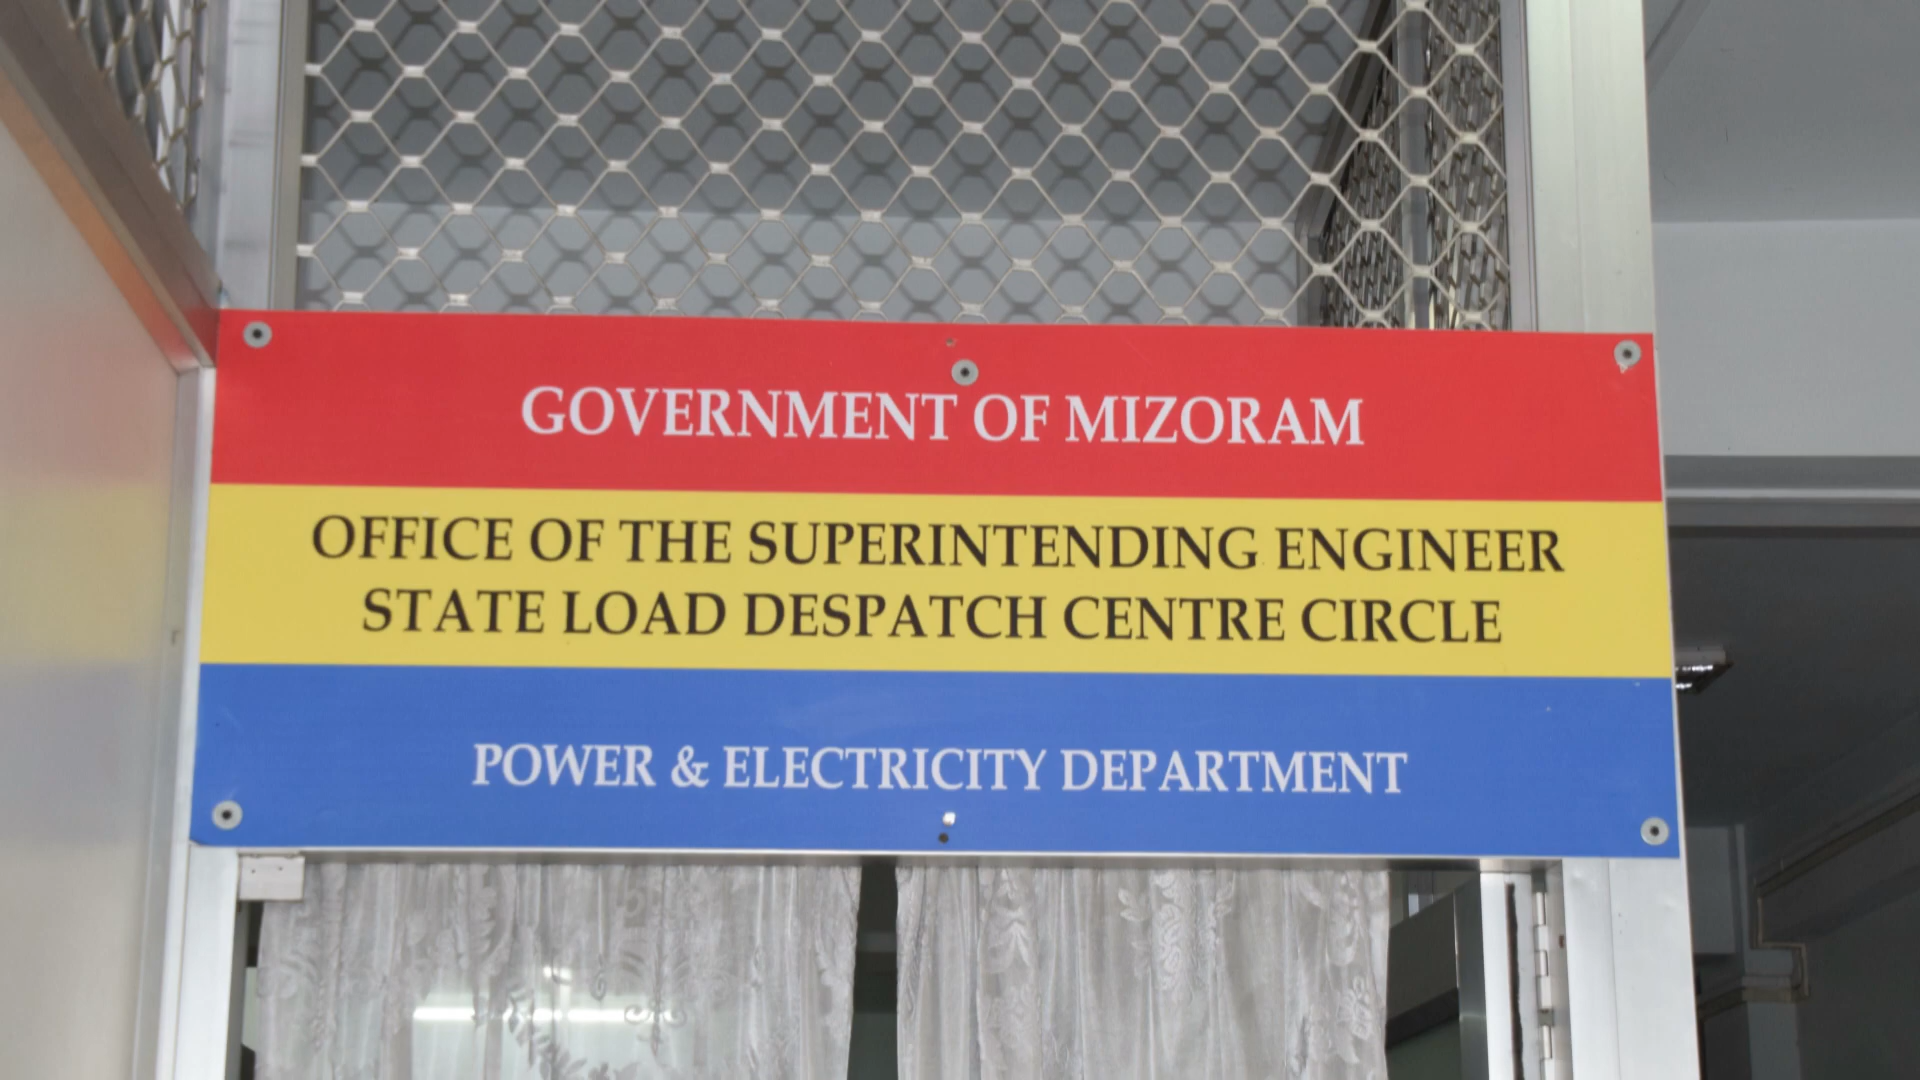 GOVERNMENT OF MIZORAM
OFFICE OF THE SUPERINTENDING ENGINEER
STATE LOAD DESPATCH CENTRE CIRCLE
POWER & ELECTRICITY DEPARTMENT